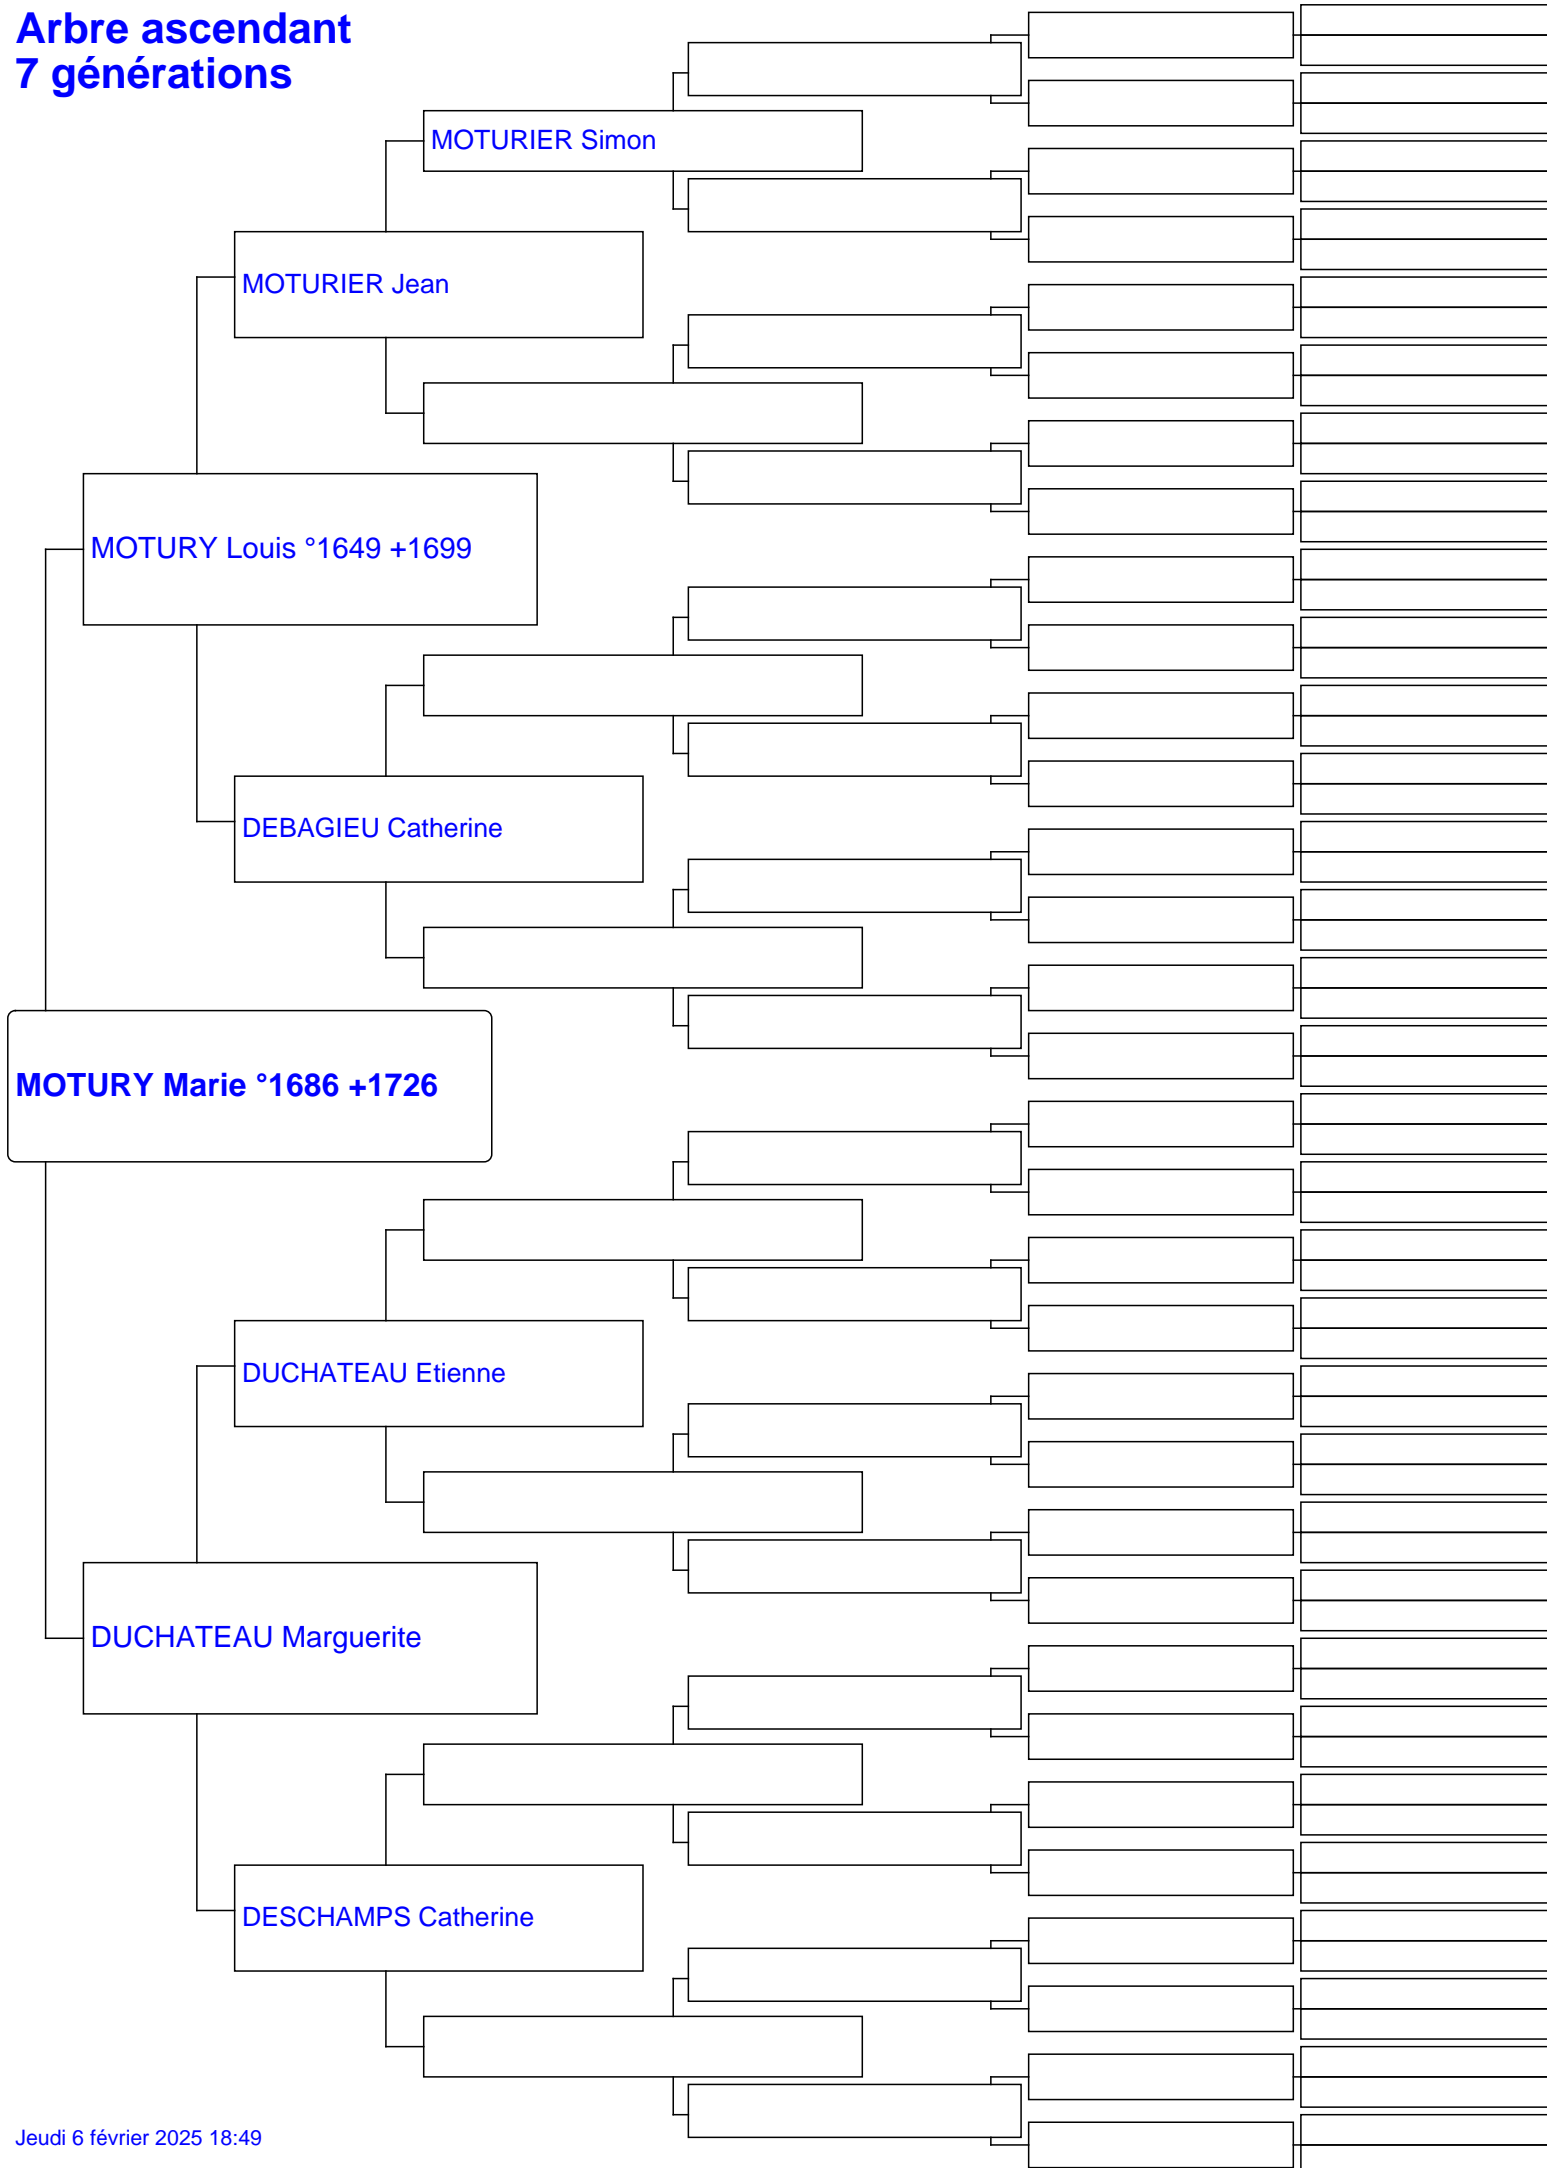 Arbre ascendant
7 générations
MOTURIER Simon
MOTURIER Jean
MOTURY Louis °1649 +1699
DEBAGIEU Catherine
MOTURY Marie °1686 +1726
DUCHATEAU Etienne
DUCHATEAU Marguerite
DESCHAMPS Catherine
Jeudi 6 février 2025 18:49